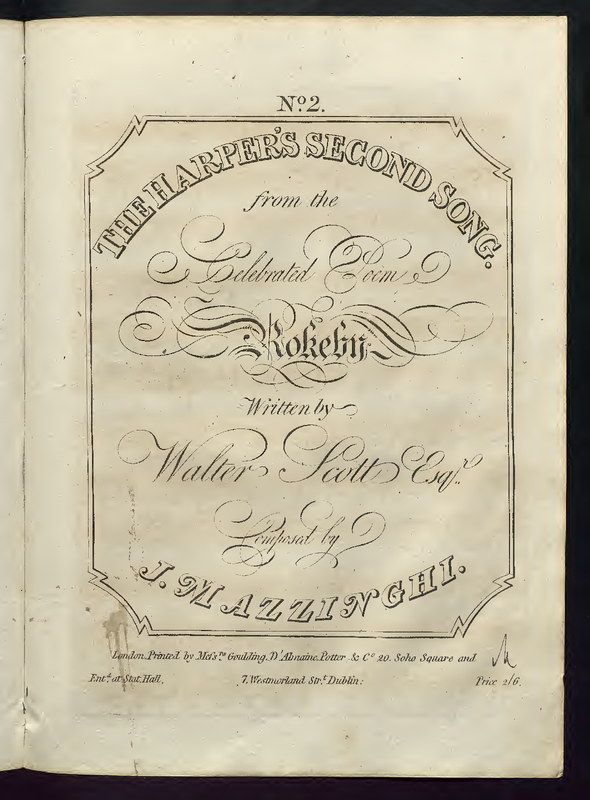 No. 2.
THE HARPER'S SECOND SONG.
from the
Celebrated Poem
Rokeby
Written by
Walter Scott Esqr.
Composed by
J. MAZZINGHI.
London. Printed by Mefsrs. Goulding. D'Almaine. Potter & Co. 20. Soho Square and
Entd. at Stat. Hall. 7. Westmorland Strt. Dublin: Price 2/6.